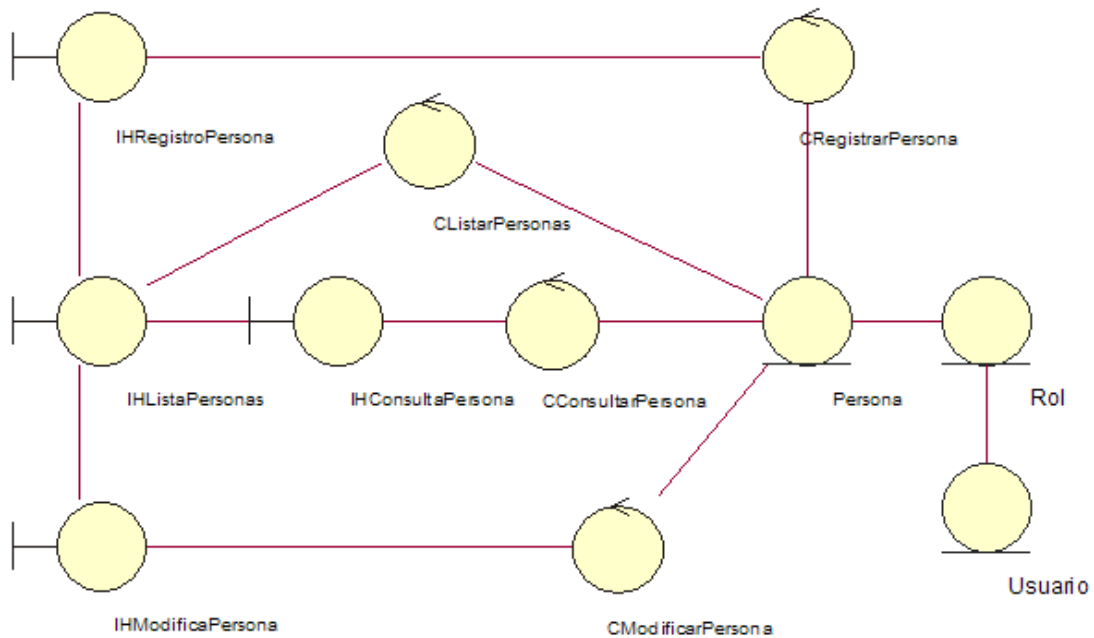 IHRegistroPersona
CRegistrarPersona
CListarPersonas
IHListaPersonas
IHConsultaPersona
CConsultarPersona
Persona
Rol
Usuario
IHModificaPersona
CModificarPersona